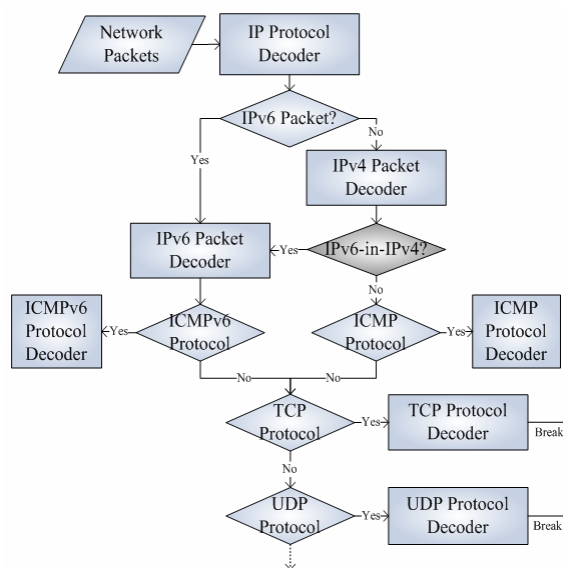 Network
Packets
IP Protocol
Decoder
IPv6 Packet?
No
Yes
IPv4 Packet
Decoder
IPv6 Packet
Decoder
Yes
IPv6-in-IPv4?
No
ICMPv6
Protocol
Decoder
Yes
ICMPv6
Protocol
ICMP
Protocol
Yes
ICMP
Protocol
Decoder
No
No
TCP
Protocol
Yes
TCP Protocol
Decoder
Break
No
UDP
Protocol
Yes
UDP Protocol
Decoder
Break